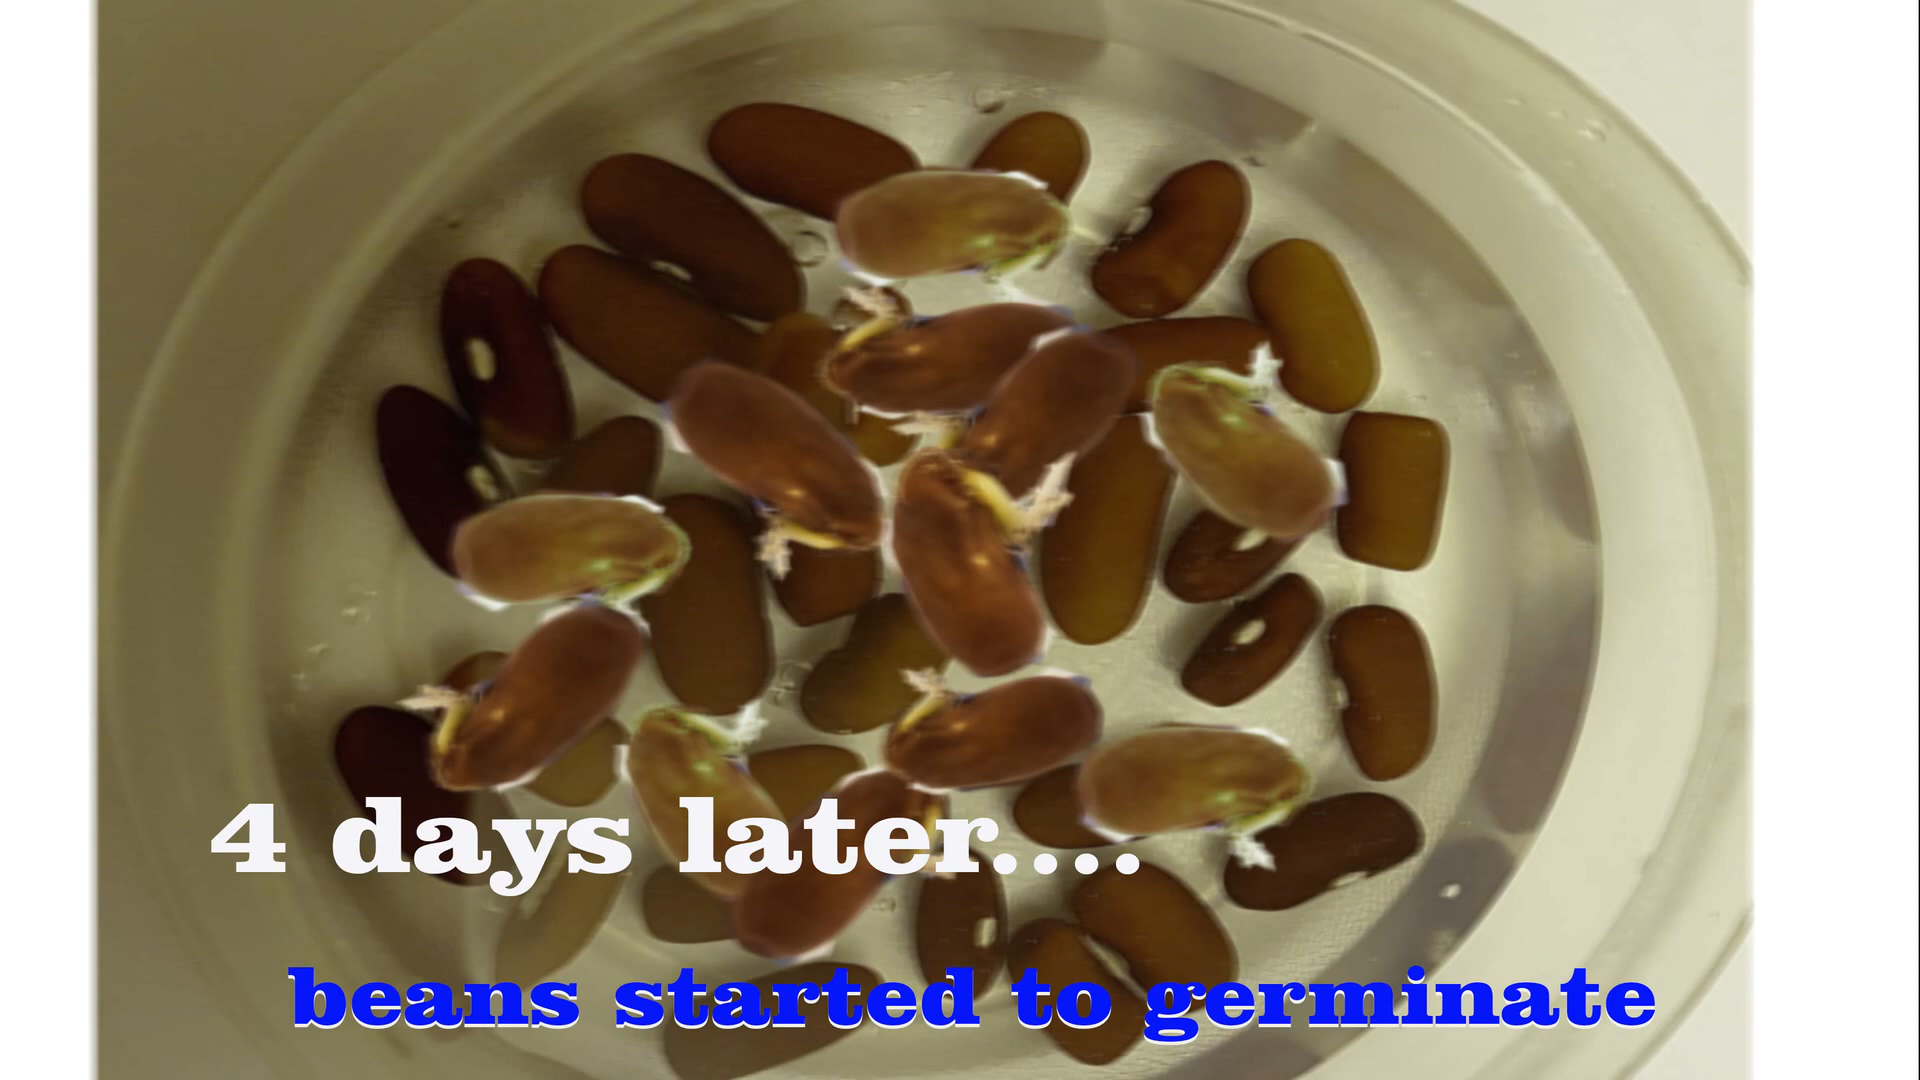 4 days later....
beans started to germinate